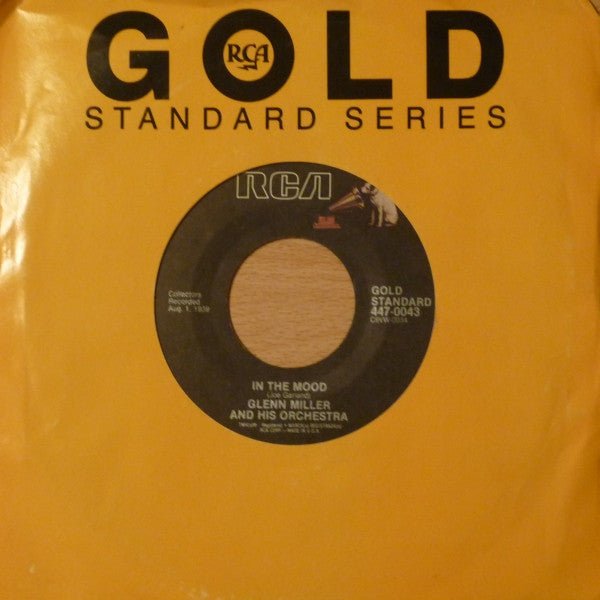 GOLD
RCA
STANDARD SERIES
RCA
Collectors
Recorded
Aug. 1, 1939
GOLD
STANDARD
447-0043
IN THE MOOD
(Joe Garland)
GLENN MILLER
AND HIS ORCHESTRA